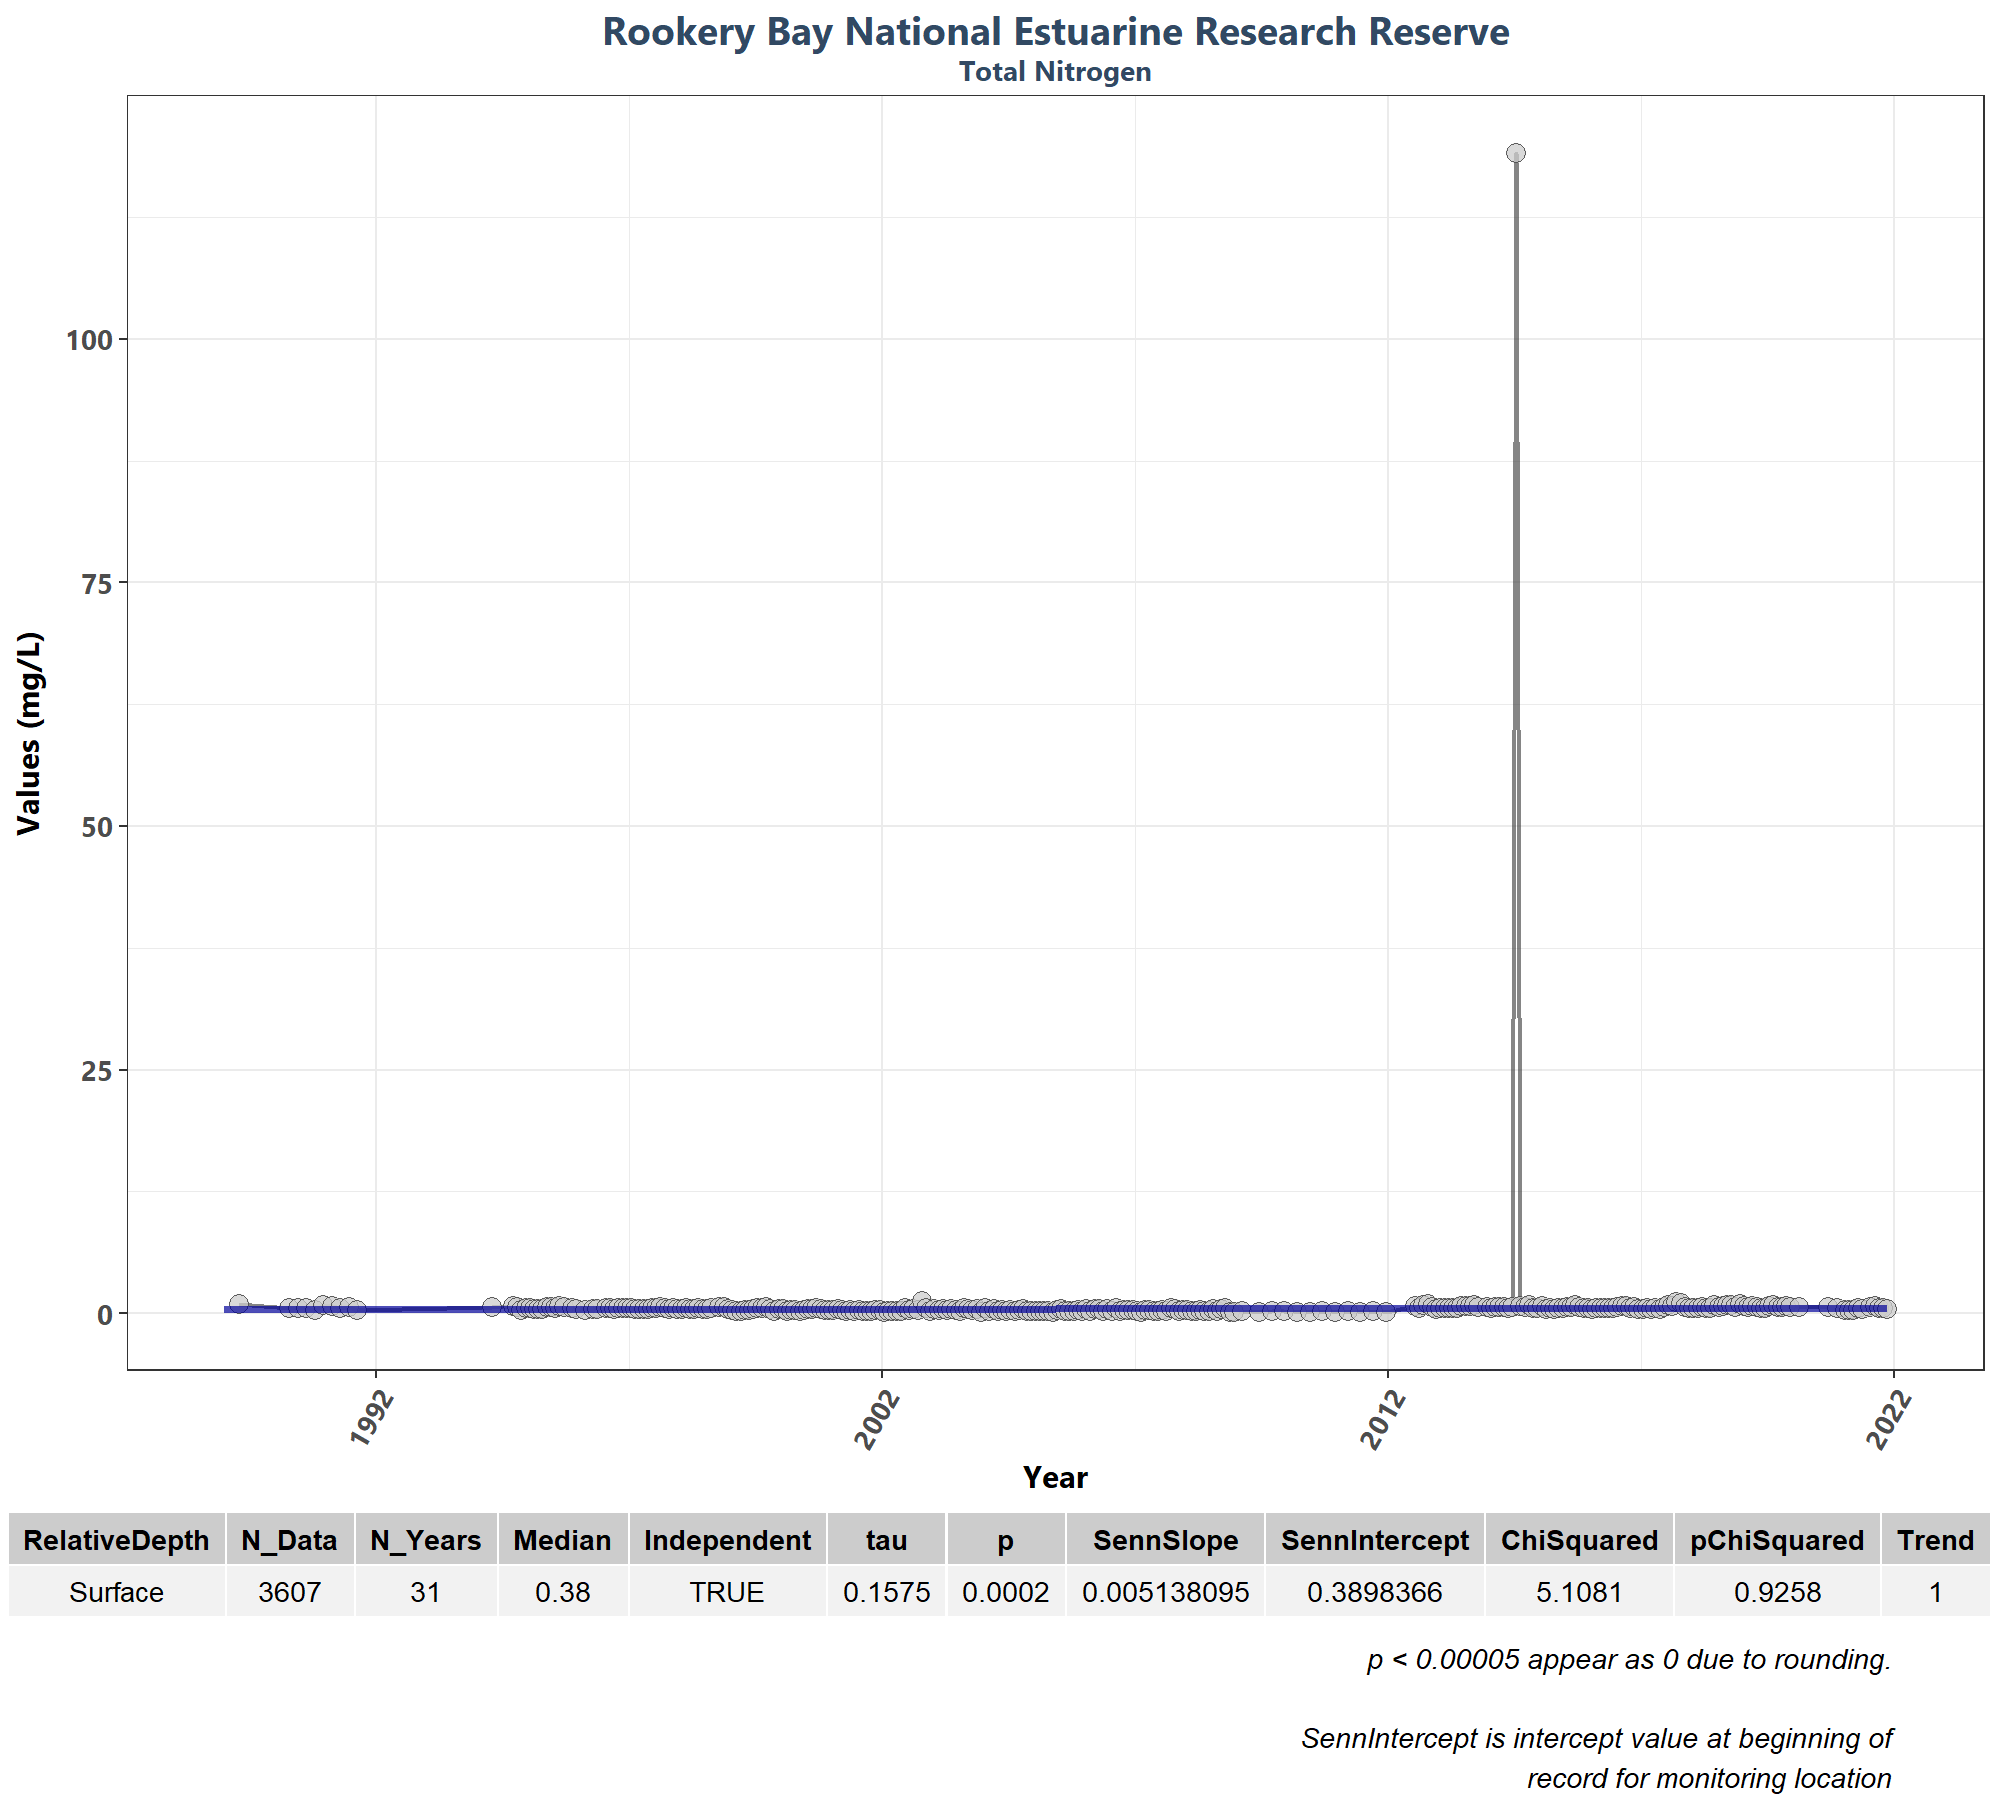 Rookery Bay National Estuarine Research Reserve
Total Nitrogen
Values (mg/L)
100
75
50
25
0
1992 2002 2012 2022
Year
RelativeDepth N_Data N_Years Median Independent tau p SennSlope SennIntercept ChiSquared pChiSquared Trend
Surface 3607 31 0.38 TRUE 0.1575 0.0002 0.005138095 0.3898366 5.1081 0.9258 1
p < 0.00005 appear as 0 due to rounding.
SennIntercept is intercept value at beginning of
record for monitoring location